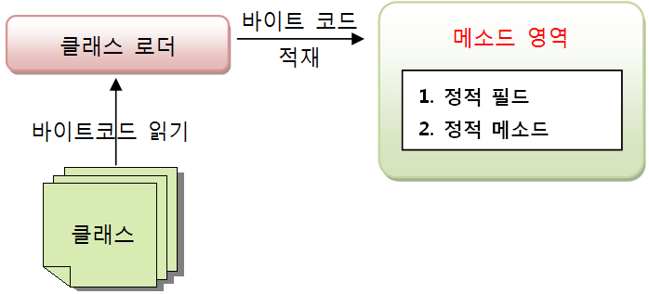 클래스 로더
바이트 코드
적재
메소드 영역
1. 정적 필드
2. 정적 메소드
바이트코드 읽기
클래스